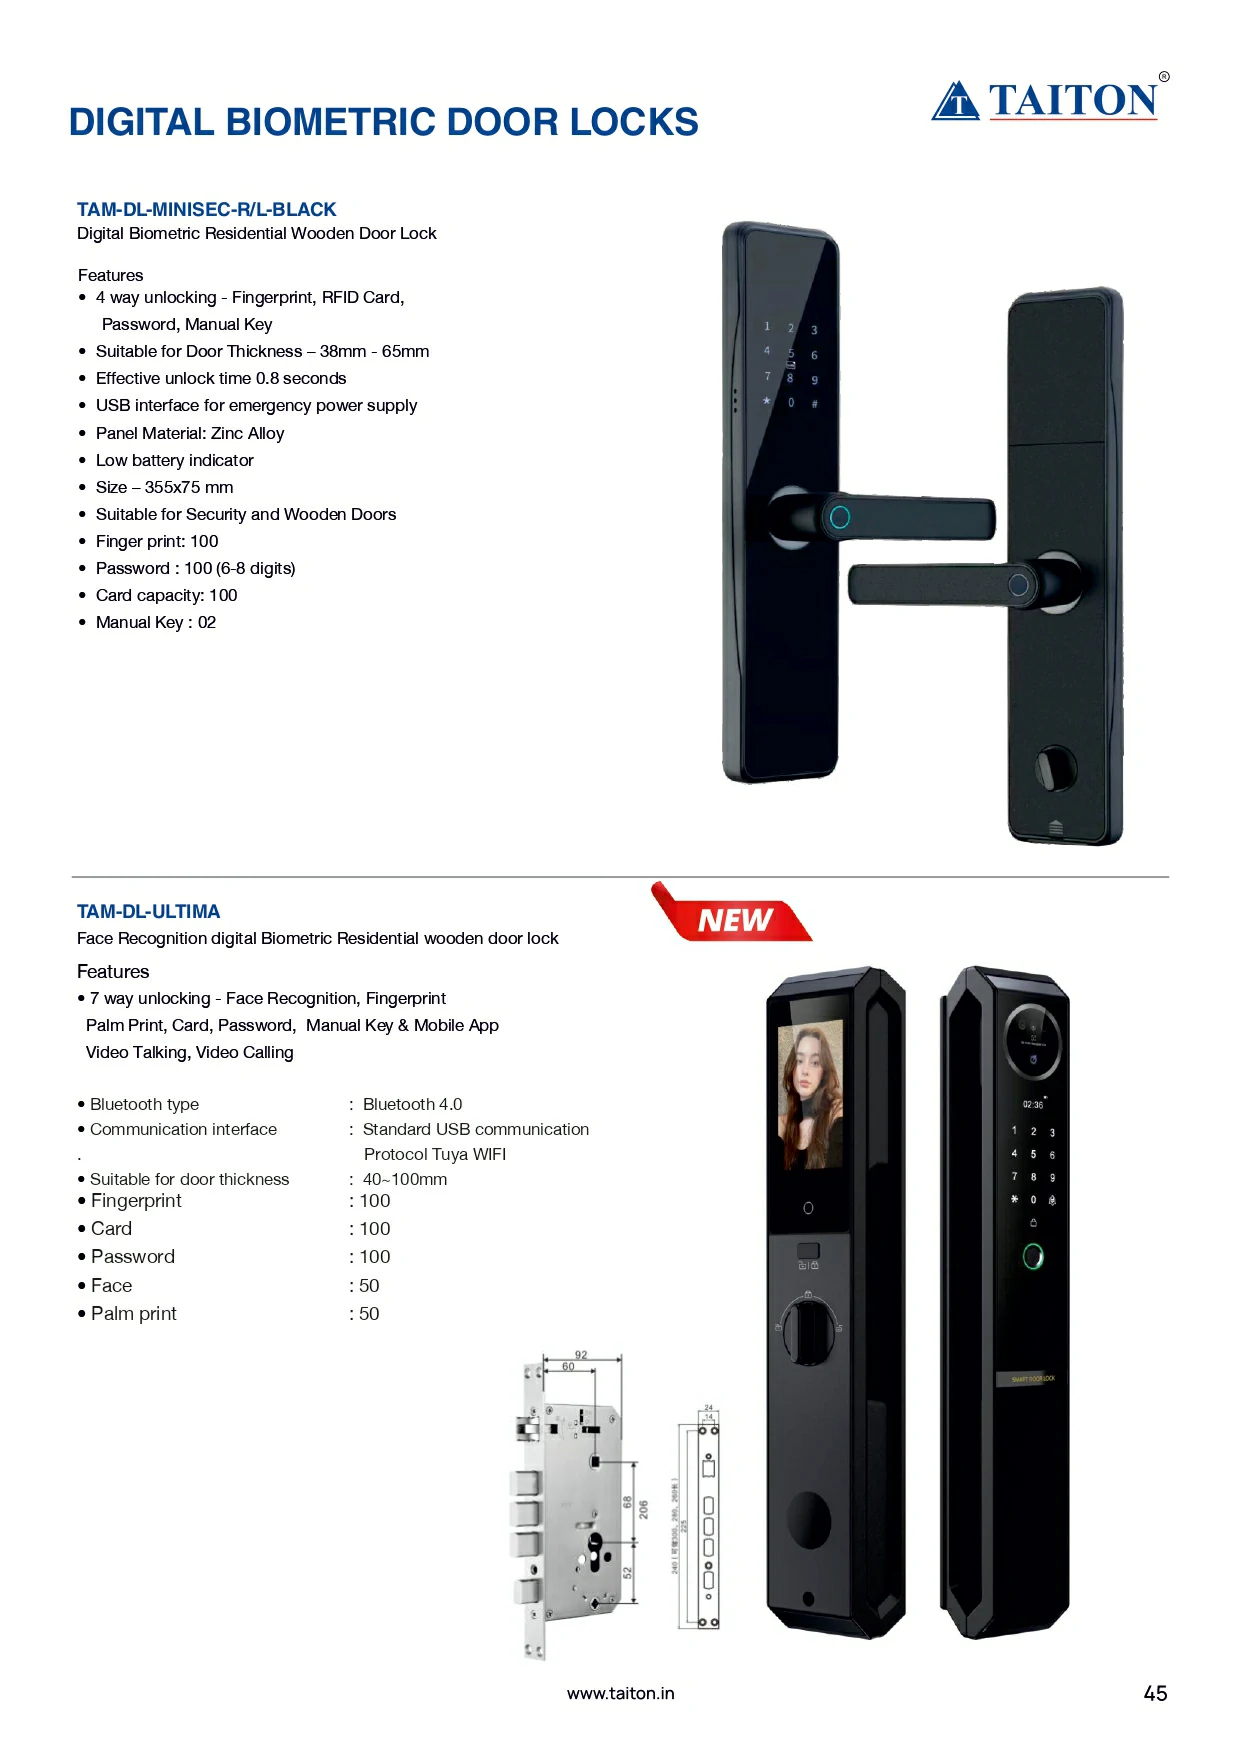 DIGITAL BIOMETRIC DOOR LOCKS
T TAITON ®
TAM-DL-MINISEC-R/L-BLACK
Digital Biometric Residential Wooden Door Lock
Features
• 4 way unlocking - Fingerprint, RFID Card,
Password, Manual Key
• Suitable for Door Thickness – 38mm - 65mm
• Effective unlock time 0.8 seconds
• USB interface for emergency power supply
• Panel Material: Zinc Alloy
• Low battery indicator
• Size – 355x75 mm
• Suitable for Security and Wooden Doors
• Finger print: 100
• Password : 100 (6-8 digits)
• Card capacity: 100
• Manual Key : 02
1 2 3
4 5 6
7 8 9
* 0 #
TAM-DL-ULTIMA
NEW
Face Recognition digital Biometric Residential wooden door lock
Features
• 7 way unlocking - Face Recognition, Fingerprint
Palm Print, Card, Password, Manual Key & Mobile App
Video Talking, Video Calling
• Bluetooth type : Bluetooth 4.0
• Communication interface : Standard USB communication
. Protocol Tuya WIFI
• Suitable for door thickness : 40~100mm
• Fingerprint : 100
• Card : 100
• Password : 100
• Face : 50
• Palm print : 50
02:36
1 2 3
4 5 6
7 8 9
* 0
SMART DOOR LOCK
92
60
68
206
52
24
14
225
www.taiton.in
45